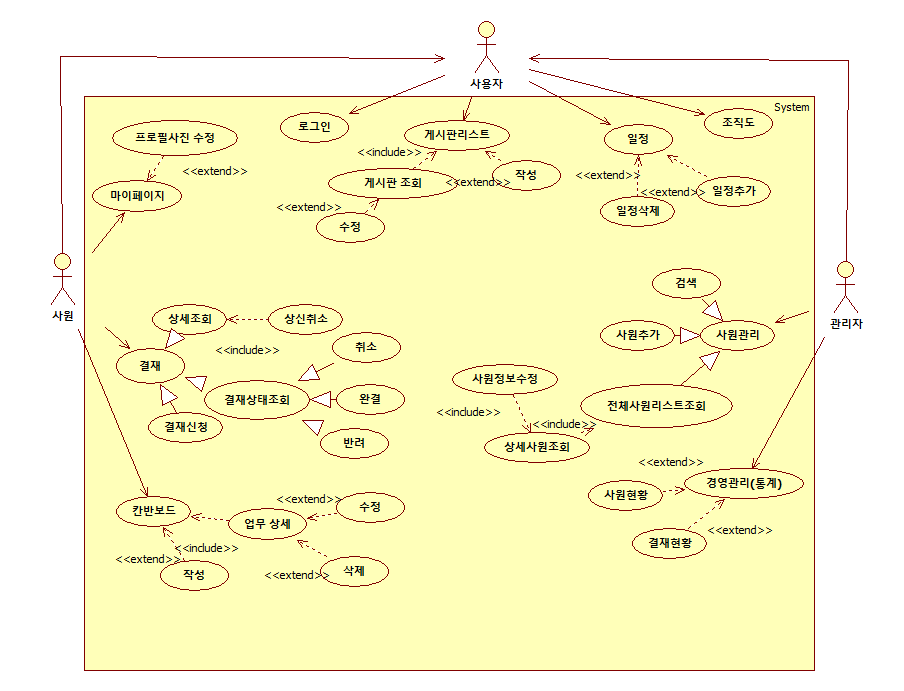 사용자
System
프로필사진 수정
로그인
게시판리스트
일정
조직도
<<include>>
<<extend>>
마이페이지
게시판 조회
<<extend>>
작성
<<extend>>
<<extend>>
일정추가
<<extend>>
수정
일정삭제
사원
관리자
검색
상세조회
상신취소
사원추가
사원관리
<<include>>
취소
결재
사원정보수정
결재상태조회
완결
<<include>>
전체사원리스트조회
결재신청
<<include>>
반려
상세사원조회
<<extend>>
경영관리(통계)
사원현황
<<extend>>
수정
칸반보드
업무 상세
<<extend>>
결재현황
<<include>>
<<extend>>
작성
<<extend>>
삭제